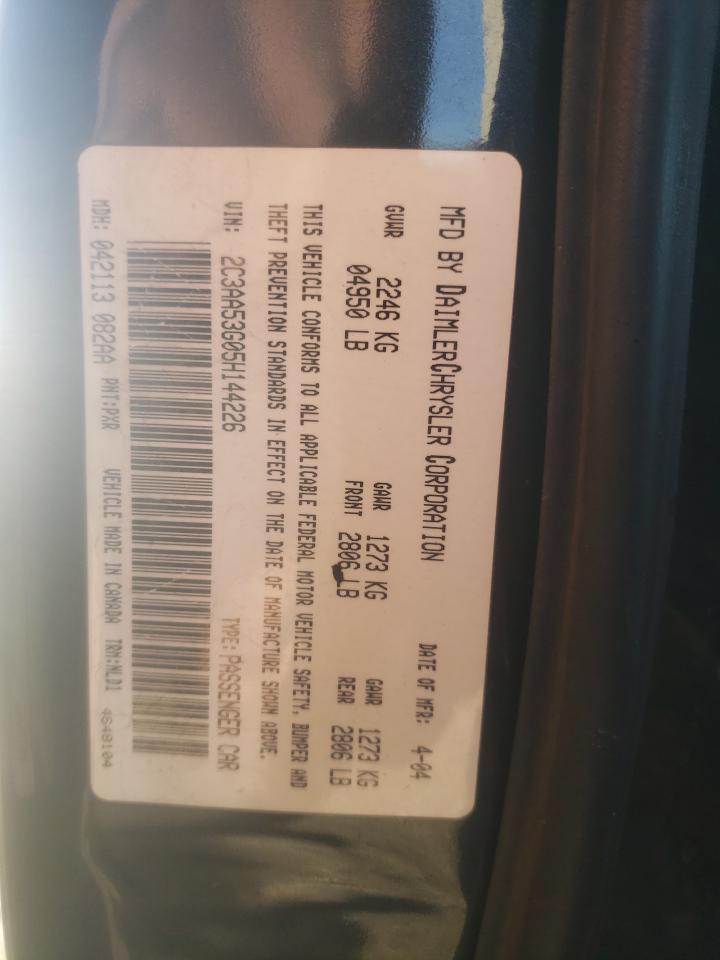 MFD BY DAIMLERCHRYSLER CORPORATION DATE OF MFR: 4-04
GVWR 2246 KG GAWR 1273 KG GAWR 1273 KG
04950 LB FRONT 2806 LB REAR 2806 LB
THIS VEHICLE CONFORMS TO ALL APPLICABLE FEDERAL MOTOR VEHICLE SAFETY, BUMPER AND
THEFT PREVENTION STANDARDS IN EFFECT ON THE DATE OF MANUFACTURE SHOWN ABOVE.
VIN: 2C3AA53G05H144226 TYPE: PASSENGER CAR
MDH: 042113 082AA PNT:PXR VEHICLE MADE IN CANADA TRM:NLD1 4648104